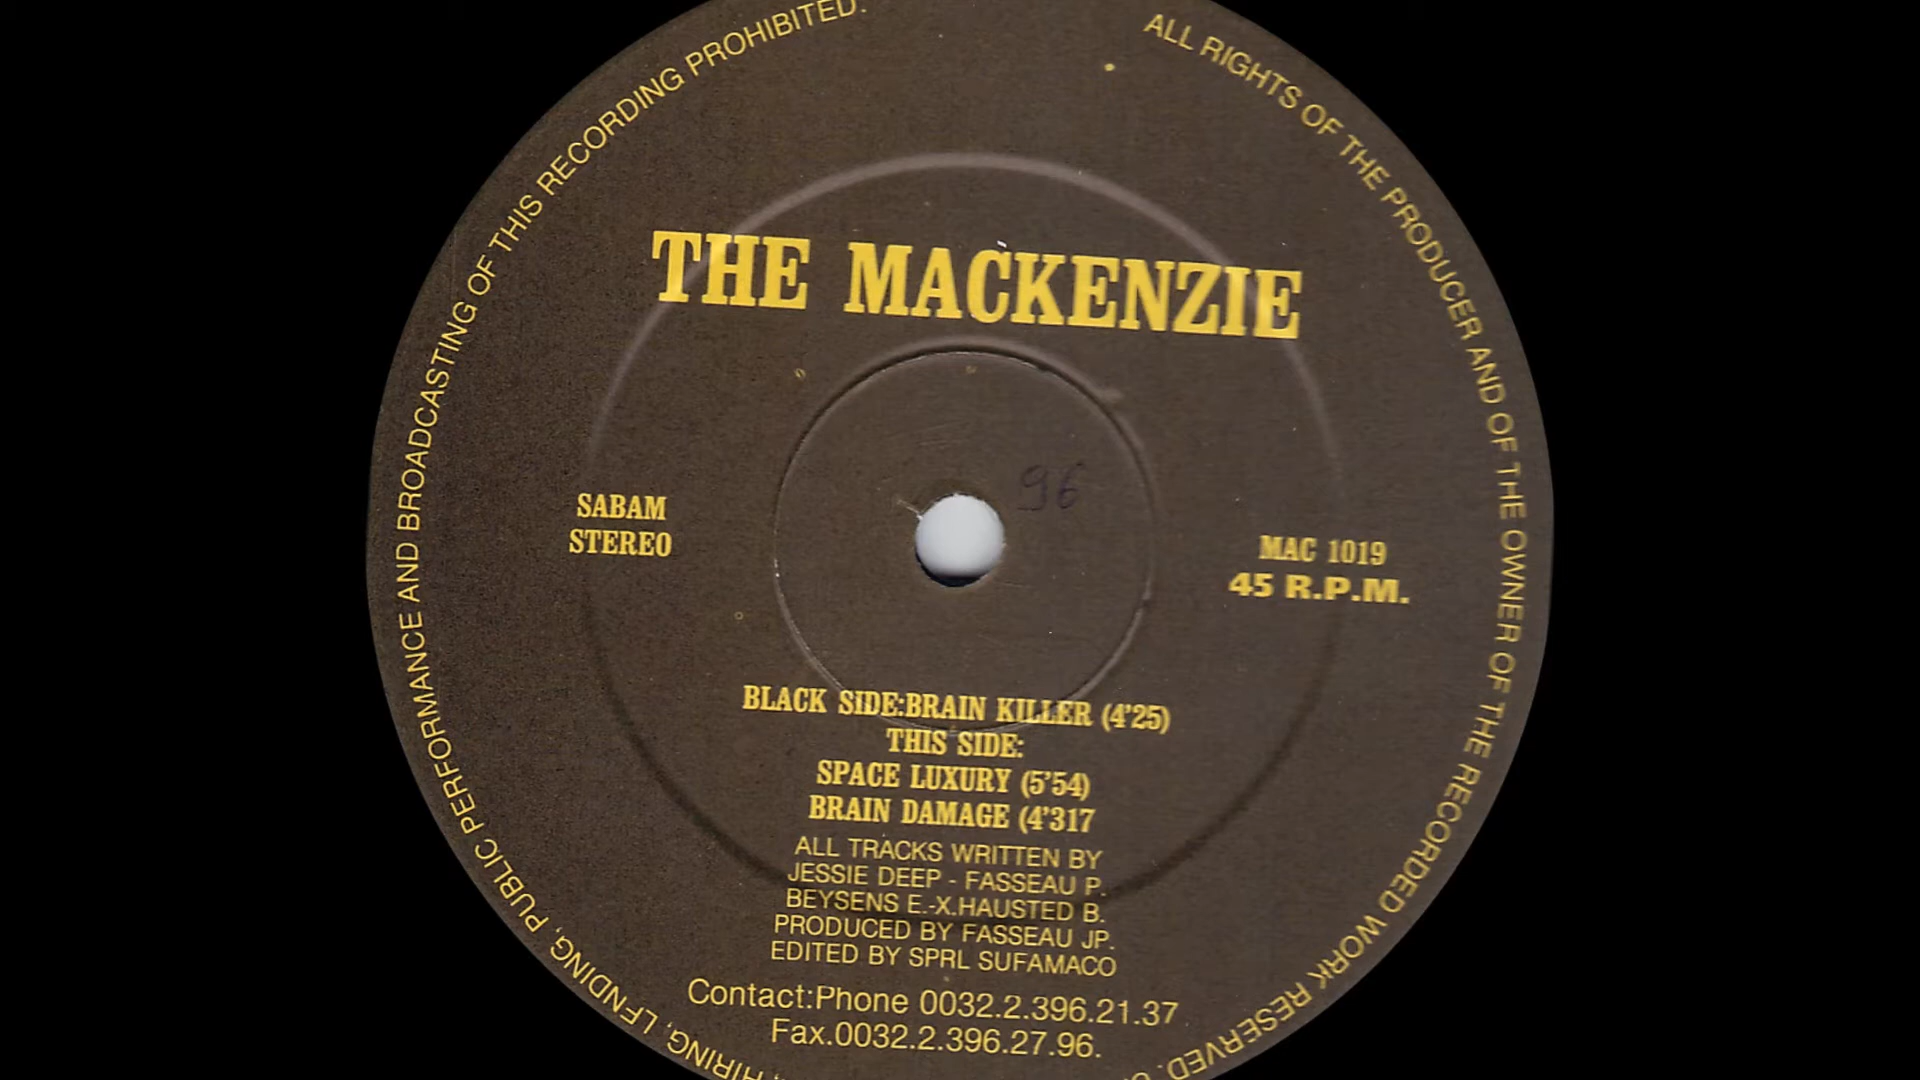 ALL RIGHTS OF THE PRODUCER AND OF THE OWNER OF THE RECORDED WORK RESERVED.
HIRING, LFNDING, PUBLIC PERFORMANCE AND BROADCASTING OF THIS RECORDING PROHIBITED.
THE MACKENZIE
96
SABAM
STEREO
MAC 1019
45 R.P.M.
BLACK SIDE:BRAIN KILLER (4'25)
THIS SIDE:
SPACE LUXURY (5'54)
BRAIN DAMAGE (4'317
ALL TRACKS WRITTEN BY
JESSIE DEEP - FASSEAU P.
BEYSENS E.-X.HAUSTED B.
PRODUCED BY FASSEAU JP.
EDITED BY SPRL SUFAMACO
Contact:Phone 0032.2.396.21.37
Fax.0032.2.396.27.96.